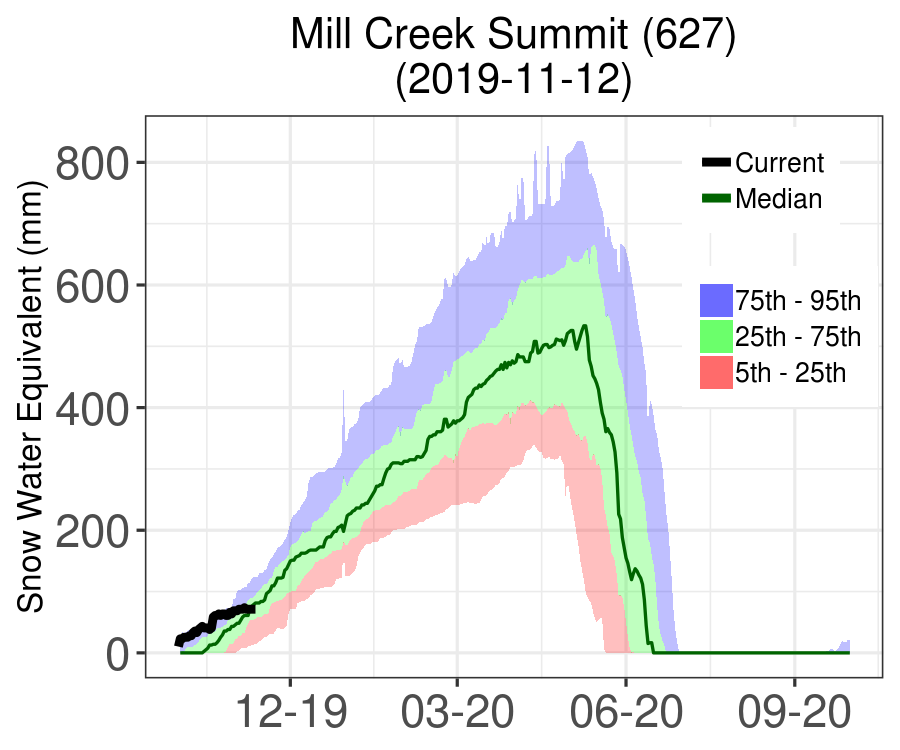 Mill Creek Summit (627)
(2019-11-12)
Snow Water Equivalent (mm)
800
600
400
200
0
12-19
03-20
06-20
09-20
Current
Median
75th - 95th
25th - 75th
5th - 25th